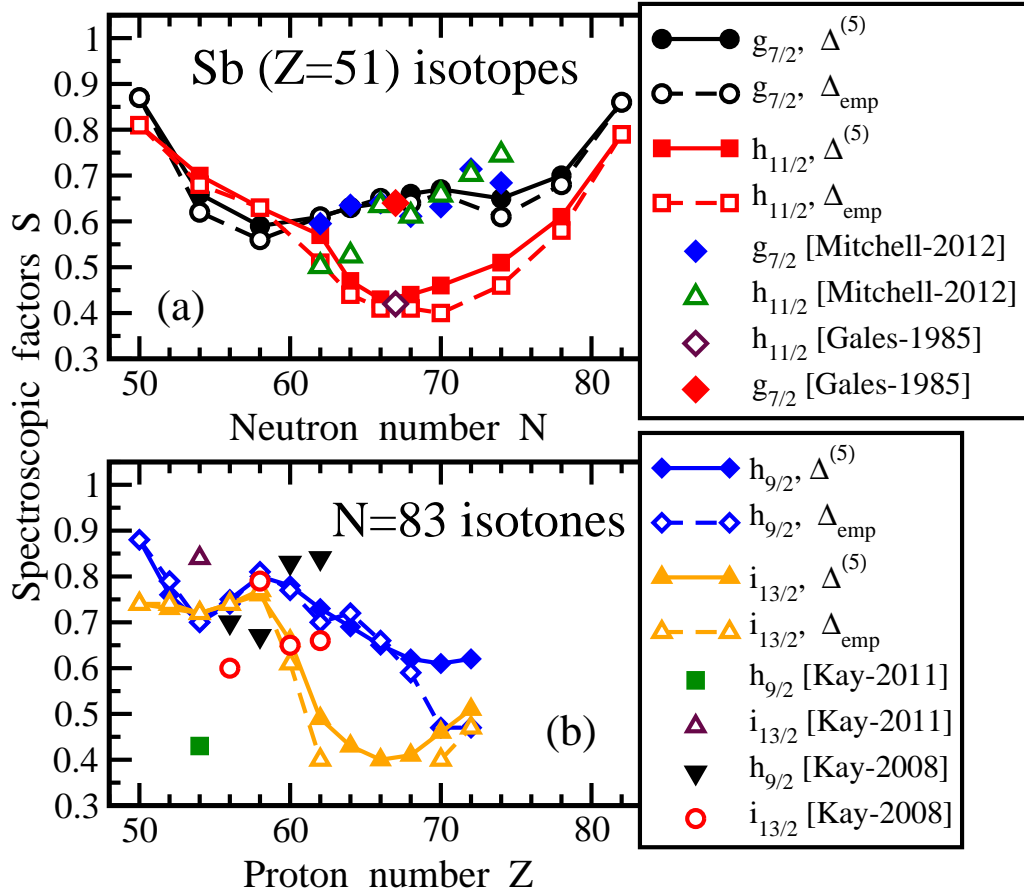 Spectroscopic factors S
1
0.9
0.8
0.7
0.6
0.5
0.4
0.3
Sb (Z=51) isotopes
(a)
50 60 70 80
Neutron number N
g7/2, Δ(5)
g7/2, Δemp
h11/2, Δ(5)
h11/2, Δemp
g7/2 [Mitchell-2012]
h11/2 [Mitchell-2012]
h11/2 [Gales-1985]
g7/2 [Gales-1985]
1
0.9
0.8
0.7
0.6
0.5
0.4
0.3
N=83 isotones
(b)
50 60 70 80
Proton number Z
h9/2, Δ(5)
h9/2, Δemp
i13/2, Δ(5)
i13/2, Δemp
h9/2 [Kay-2011]
i13/2 [Kay-2011]
h9/2 [Kay-2008]
i13/2 [Kay-2008]